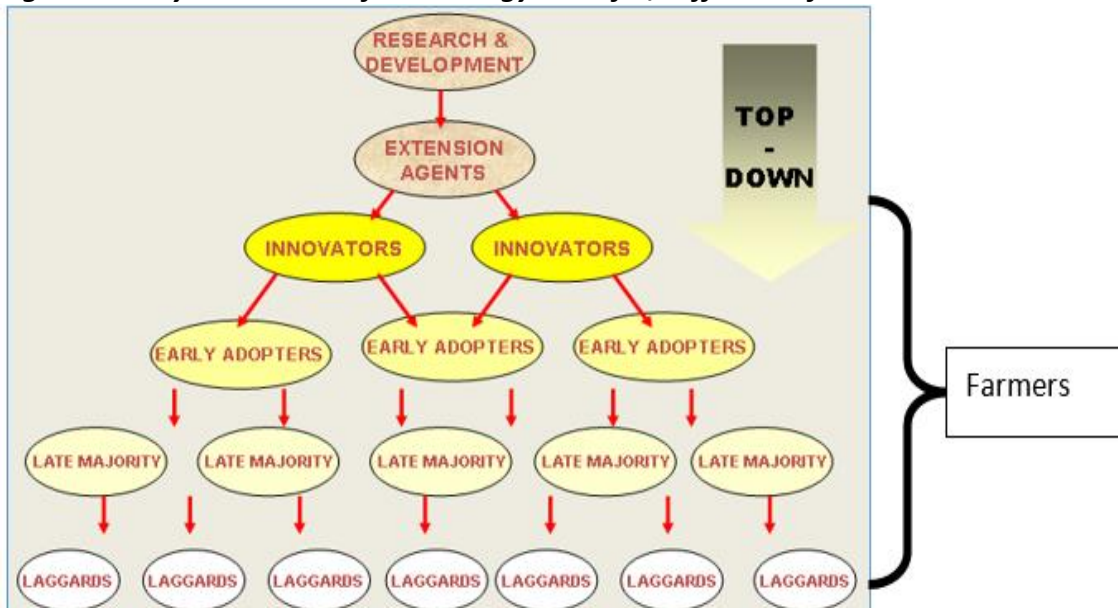 RESEARCH &
DEVELOPMENT
TOP
-
DOWN
EXTENSION
AGENTS
INNOVATORS
INNOVATORS
EARLY ADOPTERS
EARLY ADOPTERS
EARLY ADOPTERS
Farmers
LATE MAJORITY
LATE MAJORITY
LATE MAJORITY
LATE MAJORITY
LATE MAJORITY
LAGGARDS
LAGGARDS
LAGGARDS
LAGGARDS
LAGGARDS
LAGGARDS
LAGGARDS